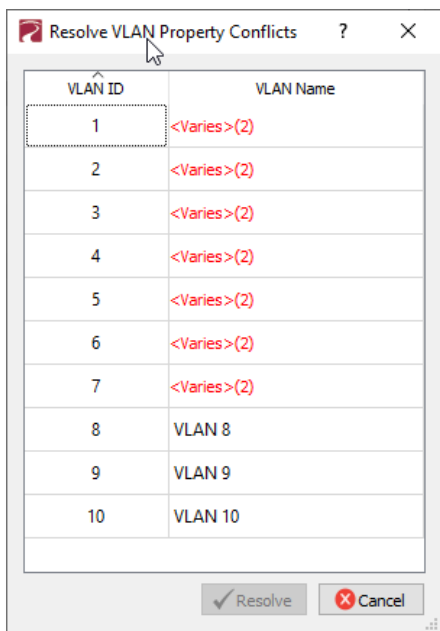 Resolve VLAN Property Conflicts ?
VLAN ID VLAN Name
1 <Varies>(2)
2 <Varies>(2)
3 <Varies>(2)
4 <Varies>(2)
5 <Varies>(2)
6 <Varies>(2)
7 <Varies>(2)
8 VLAN 8
9 VLAN 9
10 VLAN 10
Resolve Cancel